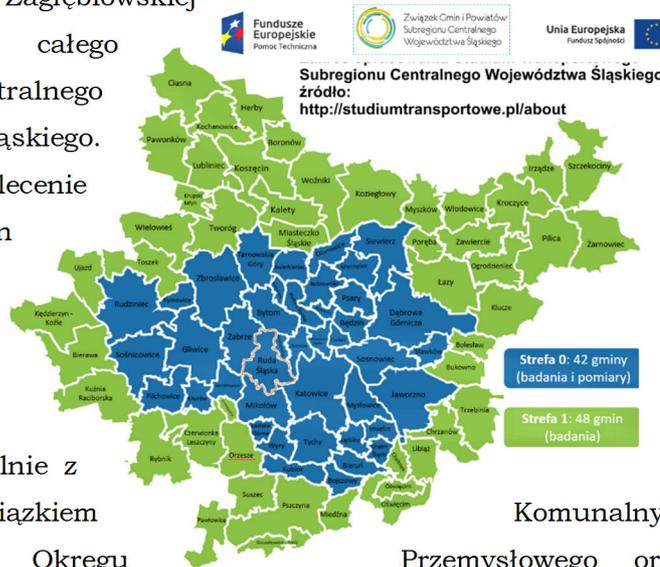 Zagłębiowskiej
całego
tralnego
ąskiego.
lecenie
Fundusze
Europejskie
Pomoc Techniczna
Związek Gmin i Powiatów
Subregionu Centralnego
Województwa Śląskiego
Unia Europejska
Fundusz Spójności
Subregionu Centralnego Województwa Śląskiego
źródło:
http://studiumtransportowe.pl/about
Ciasna
Herby
Kochanowice
Pawonków
Boronów
Lubliniec
Koszęcin
Woźniki
Koziegłowy
Irządze
Szczekociny
Kalety
Myszków
Włodowice
Kroczyce
Wielowieś
Tworóg
Miasteczko
Śląskie
Siewierz
Poręba
Zawiercie
Pilica
Żarnowiec
Ujazd
Toszek
Tarnowskie
Góry
Ogrodzieniec
Zbrosławice
Łazy
Rudziniec
Psary
Klucze
Kędzierzyn -
Koźle
Bytom
Będzin
Dąbrowa
Górnicza
Bierawa
Sośnicowice
Gliwice
Zabrze
Ruda
Śląska
Sosnowiec
Sławków
Bolesław
Bukowno
Strefa 0: 42 gminy
(badania i pomiary)
Kuźnia
Raciborska
Pilchowice
Mikołów
Katowice
Mysłowice
Jaworzno
Trzebinia
Chrzanów
Strefa 1: 48 gmin
(badania)
Rybnik
Czerwionka
Leszczyny
Orzesze
Wyry
Tychy
Imielin
Libiąż
Kobiór
Bieruń
Bojszowy
Oświęcim
Oświęcim
Suszec
Pszczyna
Miedźna
Pawłowice
lnie z
iązkiem
Komunalny
Okręgu
Przemysłowego or